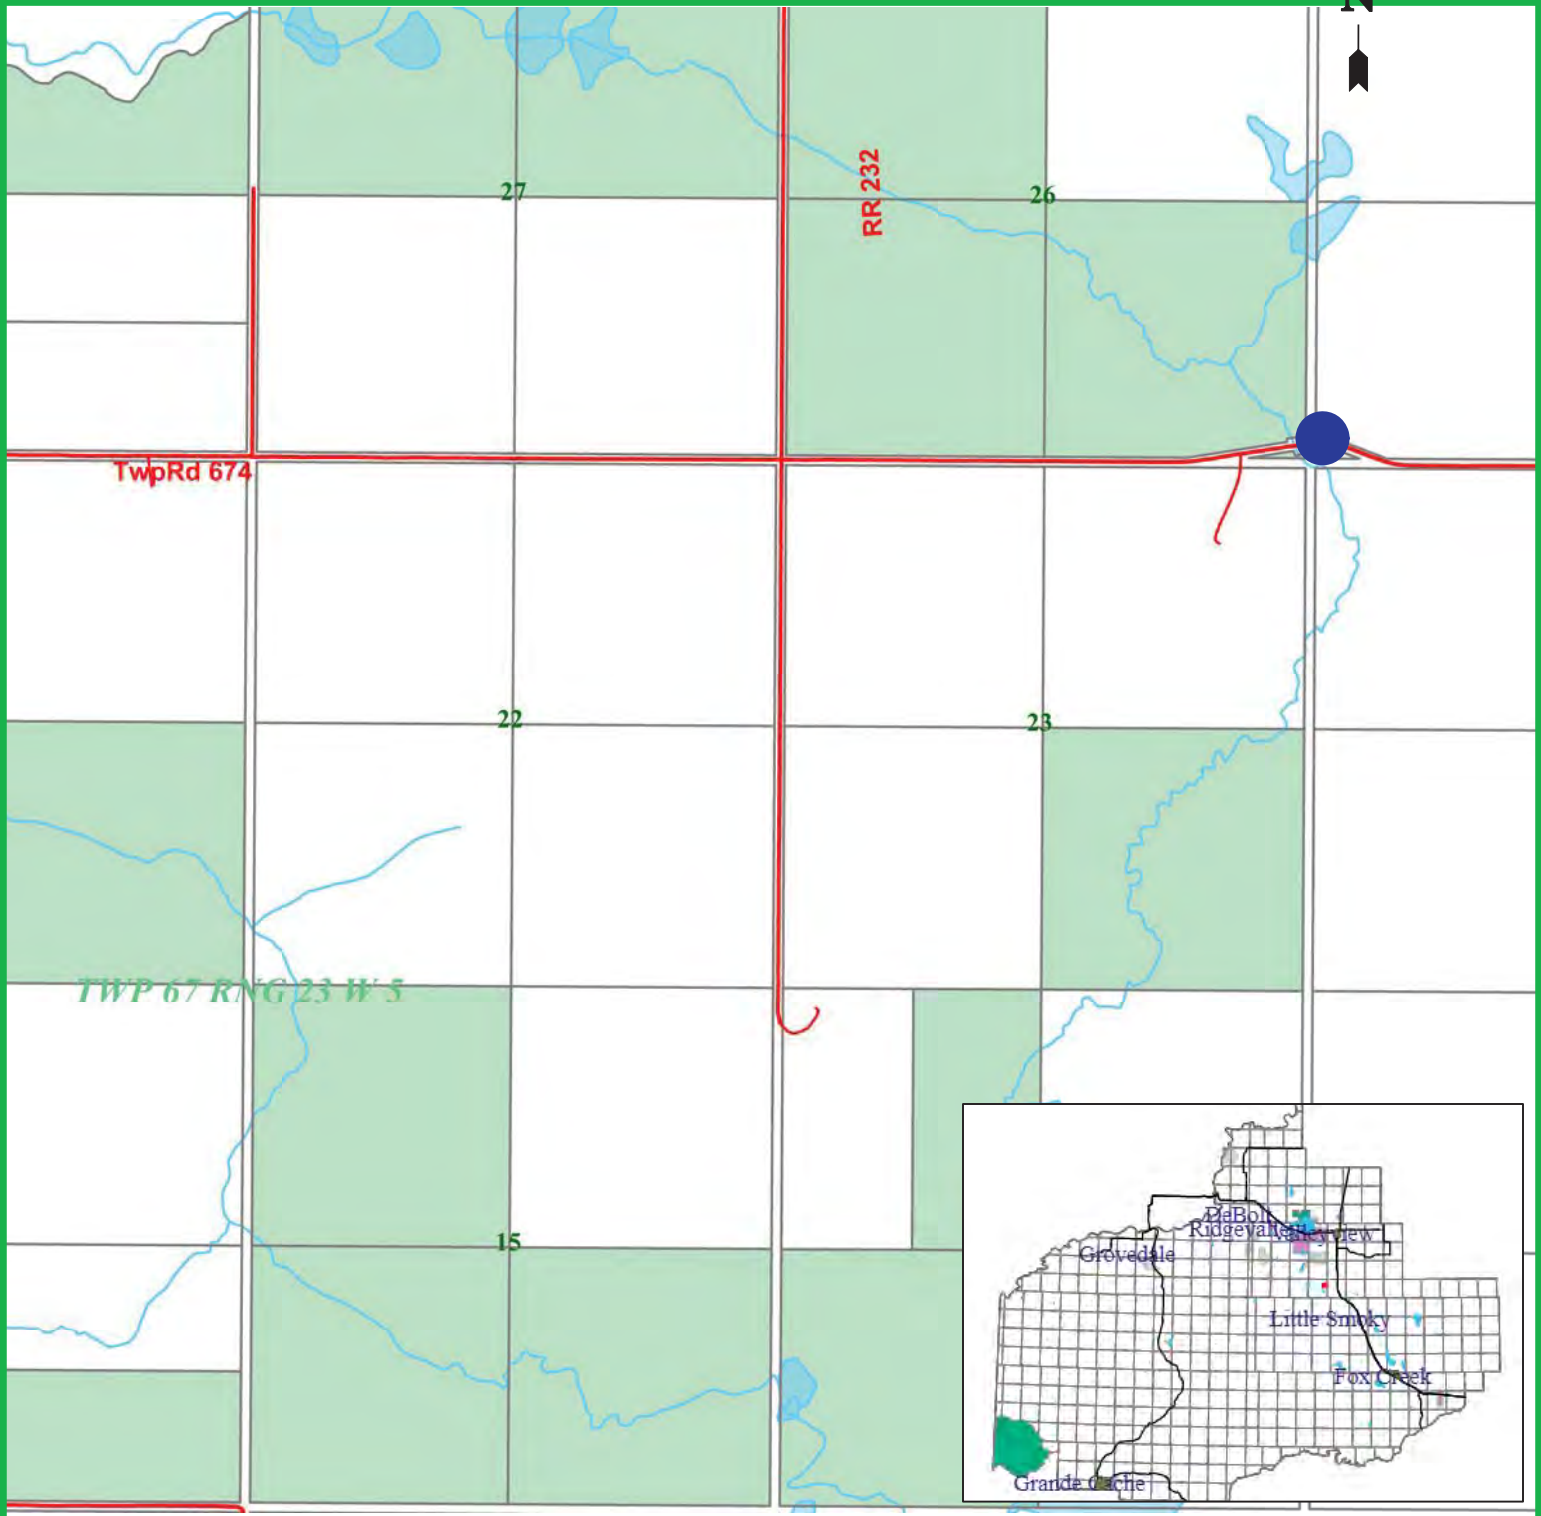 N
27
26
RR 232
TwpRd 674
22
23
TWP 67 RNG 23 W 5
15
DeBolt
Ridgevalley
Valleyview
Grovedale
Little Smoky
Fox Creek
Grande Cache